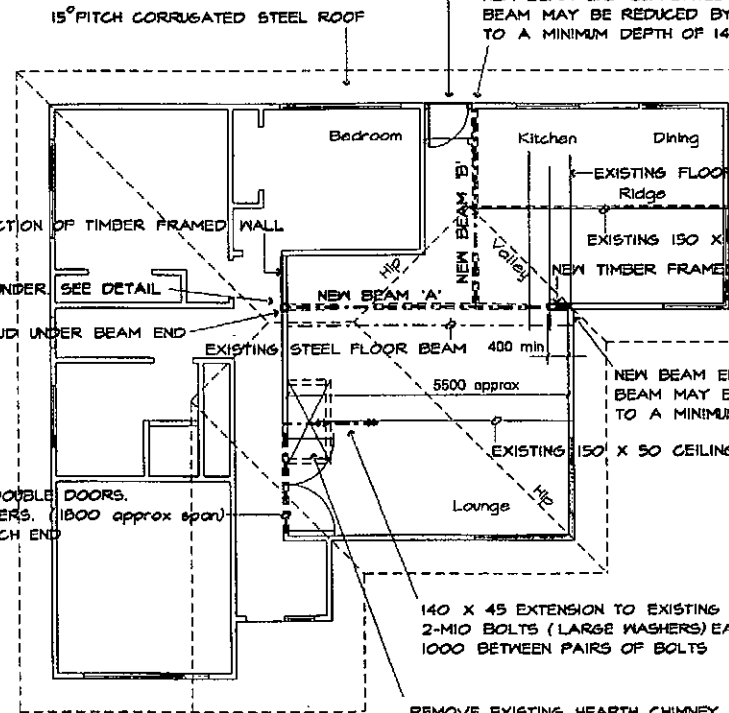 15° PITCH CORRUGATED STEEL ROOF
BEAM MAY BE REDUCED BY
TO A MINIMUM DEPTH OF 14
Bedroom
Kitchen
Dining
EXISTING FLOO
Ridge
CTION OF TIMBER FRAMED WALL
NEW BEAM 'B'
EXISTING 150 X
Hip
Valley
NEW TIMBER FRAME
UNDER. SEE DETAIL
NEW BEAM 'A'
UD UNDER BEAM END
EXISTING STEEL FLOOR BEAM
400 min
5500 approx
NEW BEAM E
BEAM MAY B
TO A MINIMU
EXISTING 150 X 50 CEILING
OUBLE DOORS.
ERS. (1800 approx span)
CH END
Lounge
Hip
140 X 45 EXTENSION TO EXISTING
2-M10 BOLTS (LARGE WASHERS) EA
1000 BETWEEN PAIRS OF BOLTS
REMOVE EXISTING HEARTH CHIMNEY